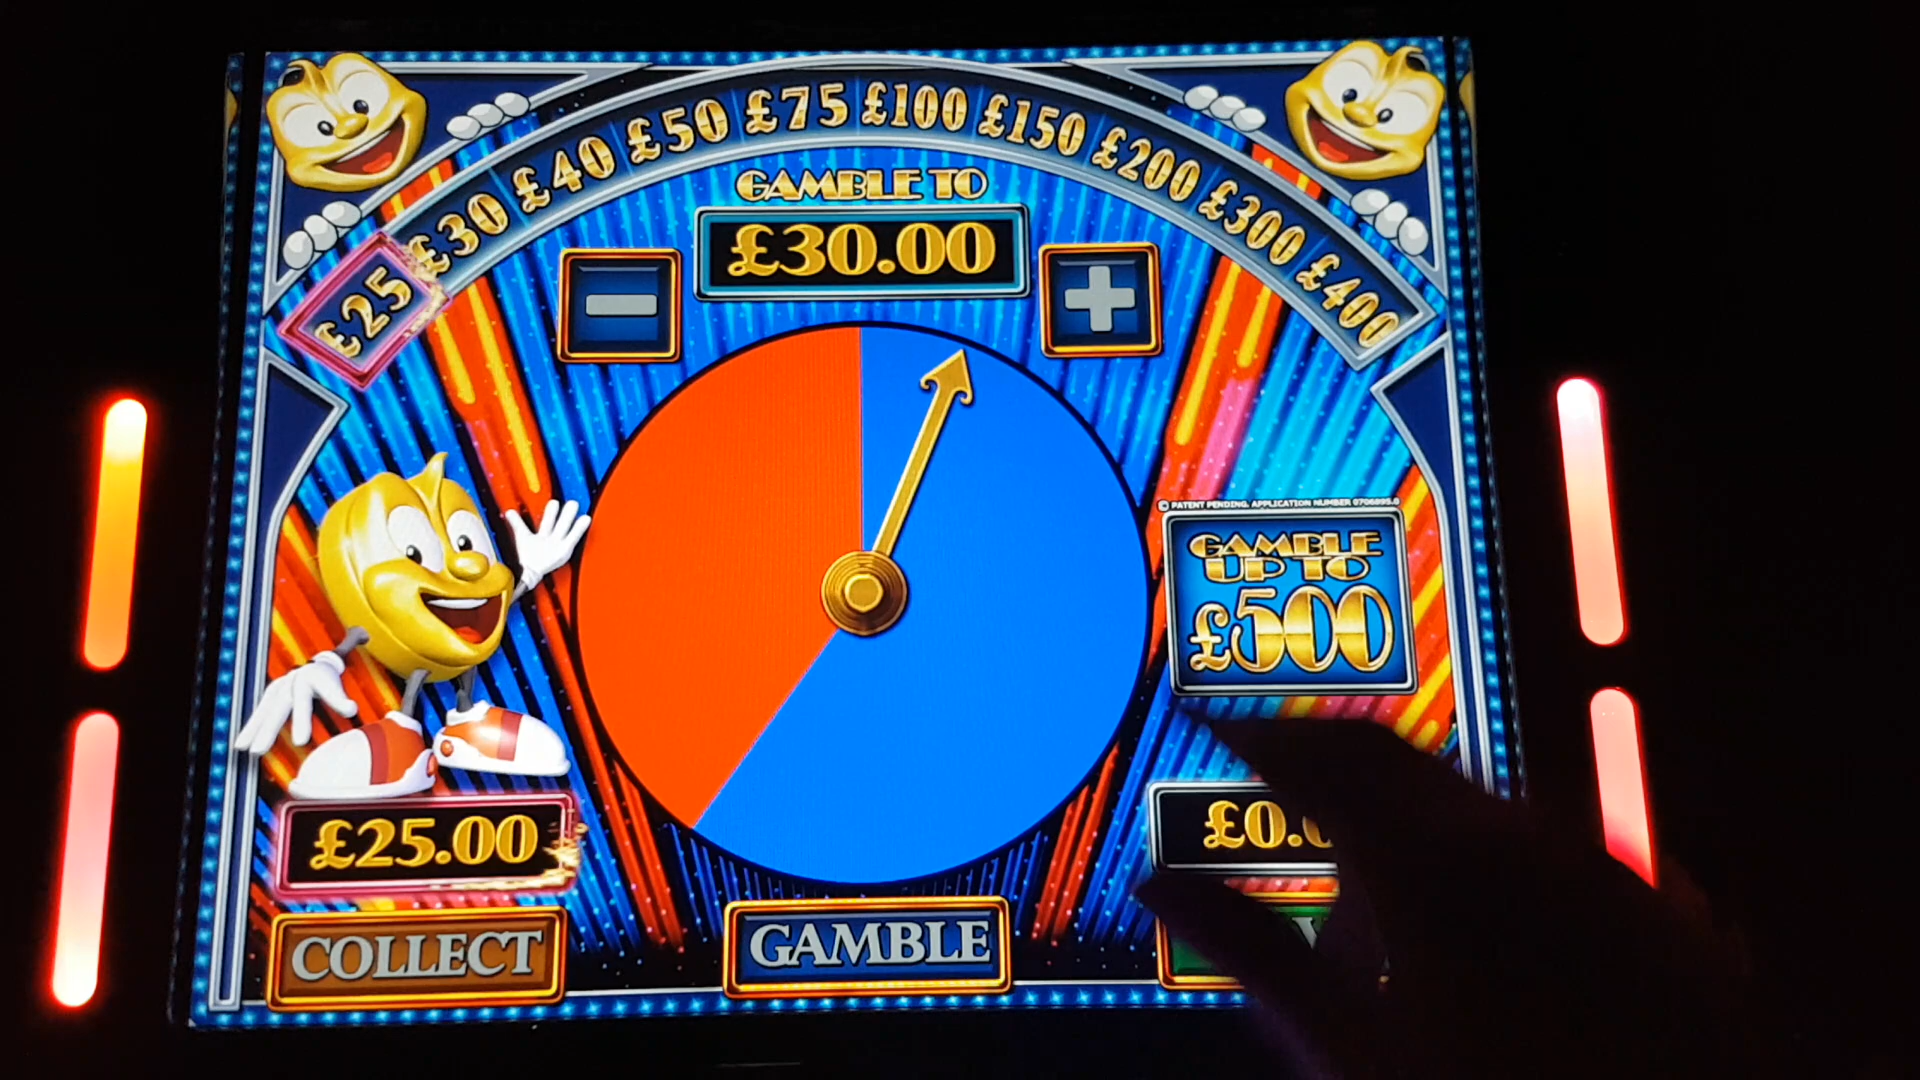 £25 £30 £40 £50 £75 £100 £150 £200 £300 £400
GAMBLE TO
£30.00
© PATENT PENDING. APPLICATION NUMBER 0706895.0
GAMBLE
UP TO
£500
£25.00
COLLECT
GAMBLE